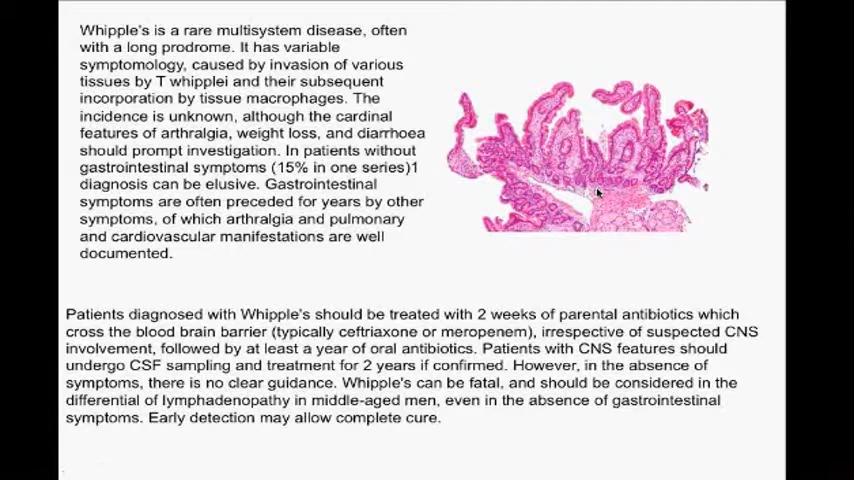 Whipple's is a rare multisystem disease, often
with a long prodrome. It has variable
symptomology, caused by invasion of various
tissues by T whipplei and their subsequent
incorporation by tissue macrophages. The
incidence is unknown, although the cardinal
features of arthralgia, weight loss, and diarrhoea
should prompt investigation. In patients without
gastrointestinal symptoms (15% in one series)1
diagnosis can be elusive. Gastrointestinal
symptoms are often preceded for years by other
symptoms, of which arthralgia and pulmonary
and cardiovascular manifestations are well
documented.
Patients diagnosed with Whipple's should be treated with 2 weeks of parental antibiotics which
cross the blood brain barrier (typically ceftriaxone or meropenem), irrespective of suspected CNS
involvement, followed by at least a year of oral antibiotics. Patients with CNS features should
undergo CSF sampling and treatment for 2 years if confirmed. However, in the absence of
symptoms, there is no clear guidance. Whipple's can be fatal, and should be considered in the
differential of lymphadenopathy in middle-aged men, even in the absence of gastrointestinal
symptoms. Early detection may allow complete cure.